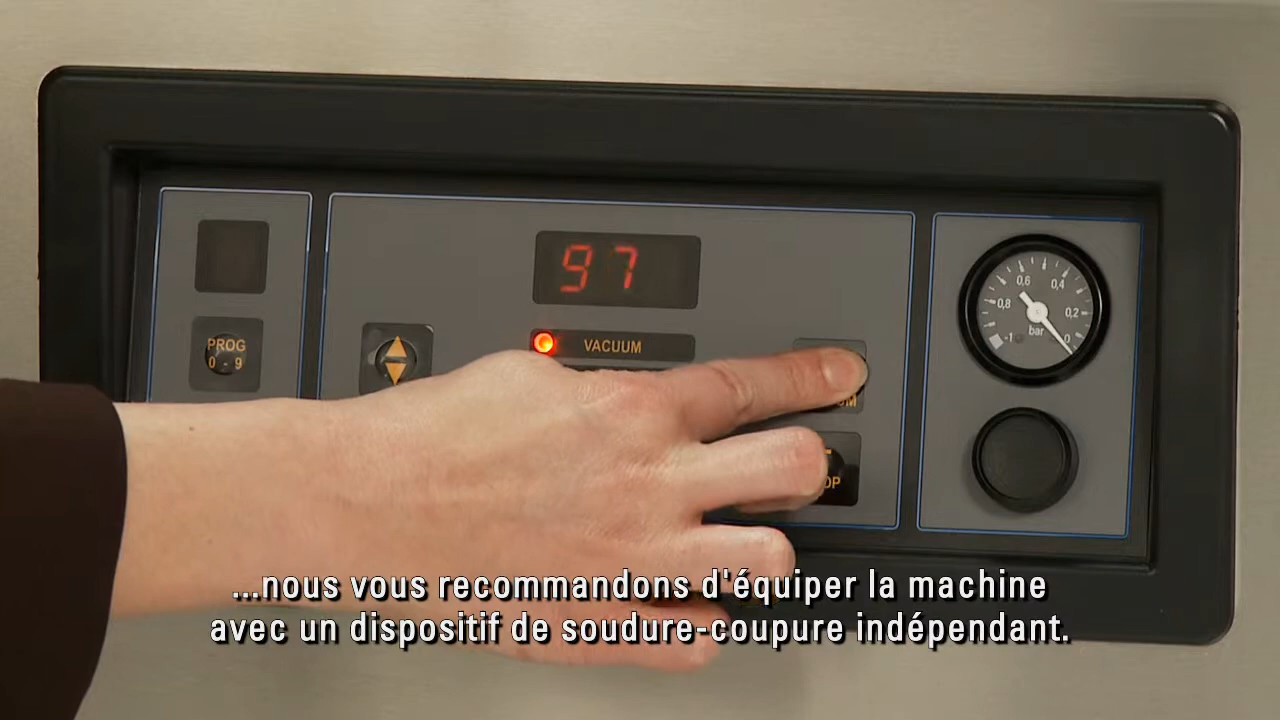 97
VACUUM
PROG
0 - 9
0,6
0,4
0,8
0,2
bar
-1
0
...nous vous recommandons d'équiper la machine
avec un dispositif de soudure-coupure indépendant.